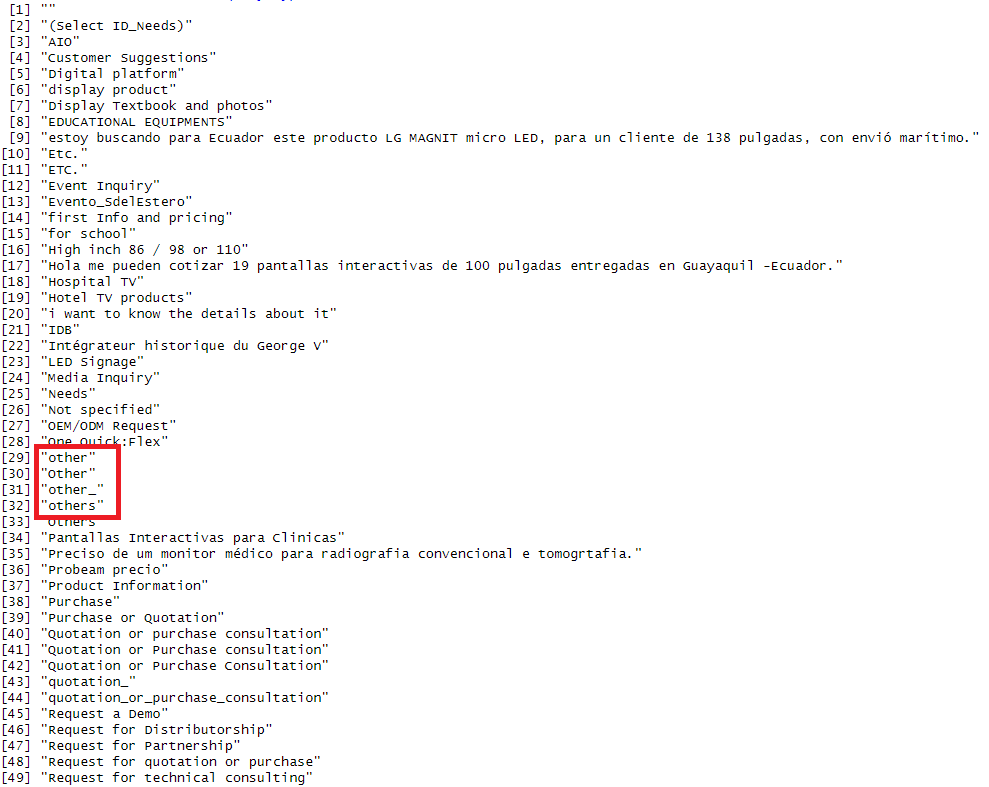 [1] ""
[2] "(Select ID_Needs)"
[3] "AIO"
[4] "Customer Suggestions"
[5] "Digital platform"
[6] "display product"
[7] "Display Textbook and photos"
[8] "EDUCATIONAL EQUIPMENTS"
[9] "estoy buscando para Ecuador este producto LG MAGNIT micro LED, para un cliente de 138 pulgadas, con envió marítimo."
[10] "Etc."
[11] "ETC."
[12] "Event Inquiry"
[13] "Evento_SdelEstero"
[14] "first Info and pricing"
[15] "for school"
[16] "High inch 86 / 98 or 110"
[17] "Hola me pueden cotizar 19 pantallas interactivas de 100 pulgadas entregadas en Guayaquil -Ecuador."
[18] "Hospital TV"
[19] "Hotel TV products"
[20] "i want to know the details about it"
[21] "IDB"
[22] "Intégrateur historique du George V"
[23] "LED Signage"
[24] "Media Inquiry"
[25] "Needs"
[26] "Not specified"
[27] "OEM/ODM Request"
[28] "One Quick:Flex"
[29] "other"
[30] "Other"
[31] "other_"
[32] "others"
[33] "Others"
[34] "Pantallas Interactivas para Clinicas"
[35] "Preciso de um monitor médico para radiografia convencional e tomogrtafia."
[36] "Probeam precio"
[37] "Product Information"
[38] "Purchase"
[39] "Purchase or Quotation"
[40] "Quotation or purchase consultation"
[41] "Quotation or Purchase consultation"
[42] "Quotation or Purchase Consultation"
[43] "quotation_"
[44] "quotation_or_purchase_consultation"
[45] "Request a Demo"
[46] "Request for Distributorship"
[47] "Request for Partnership"
[48] "Request for quotation or purchase"
[49] "Request for technical consulting"